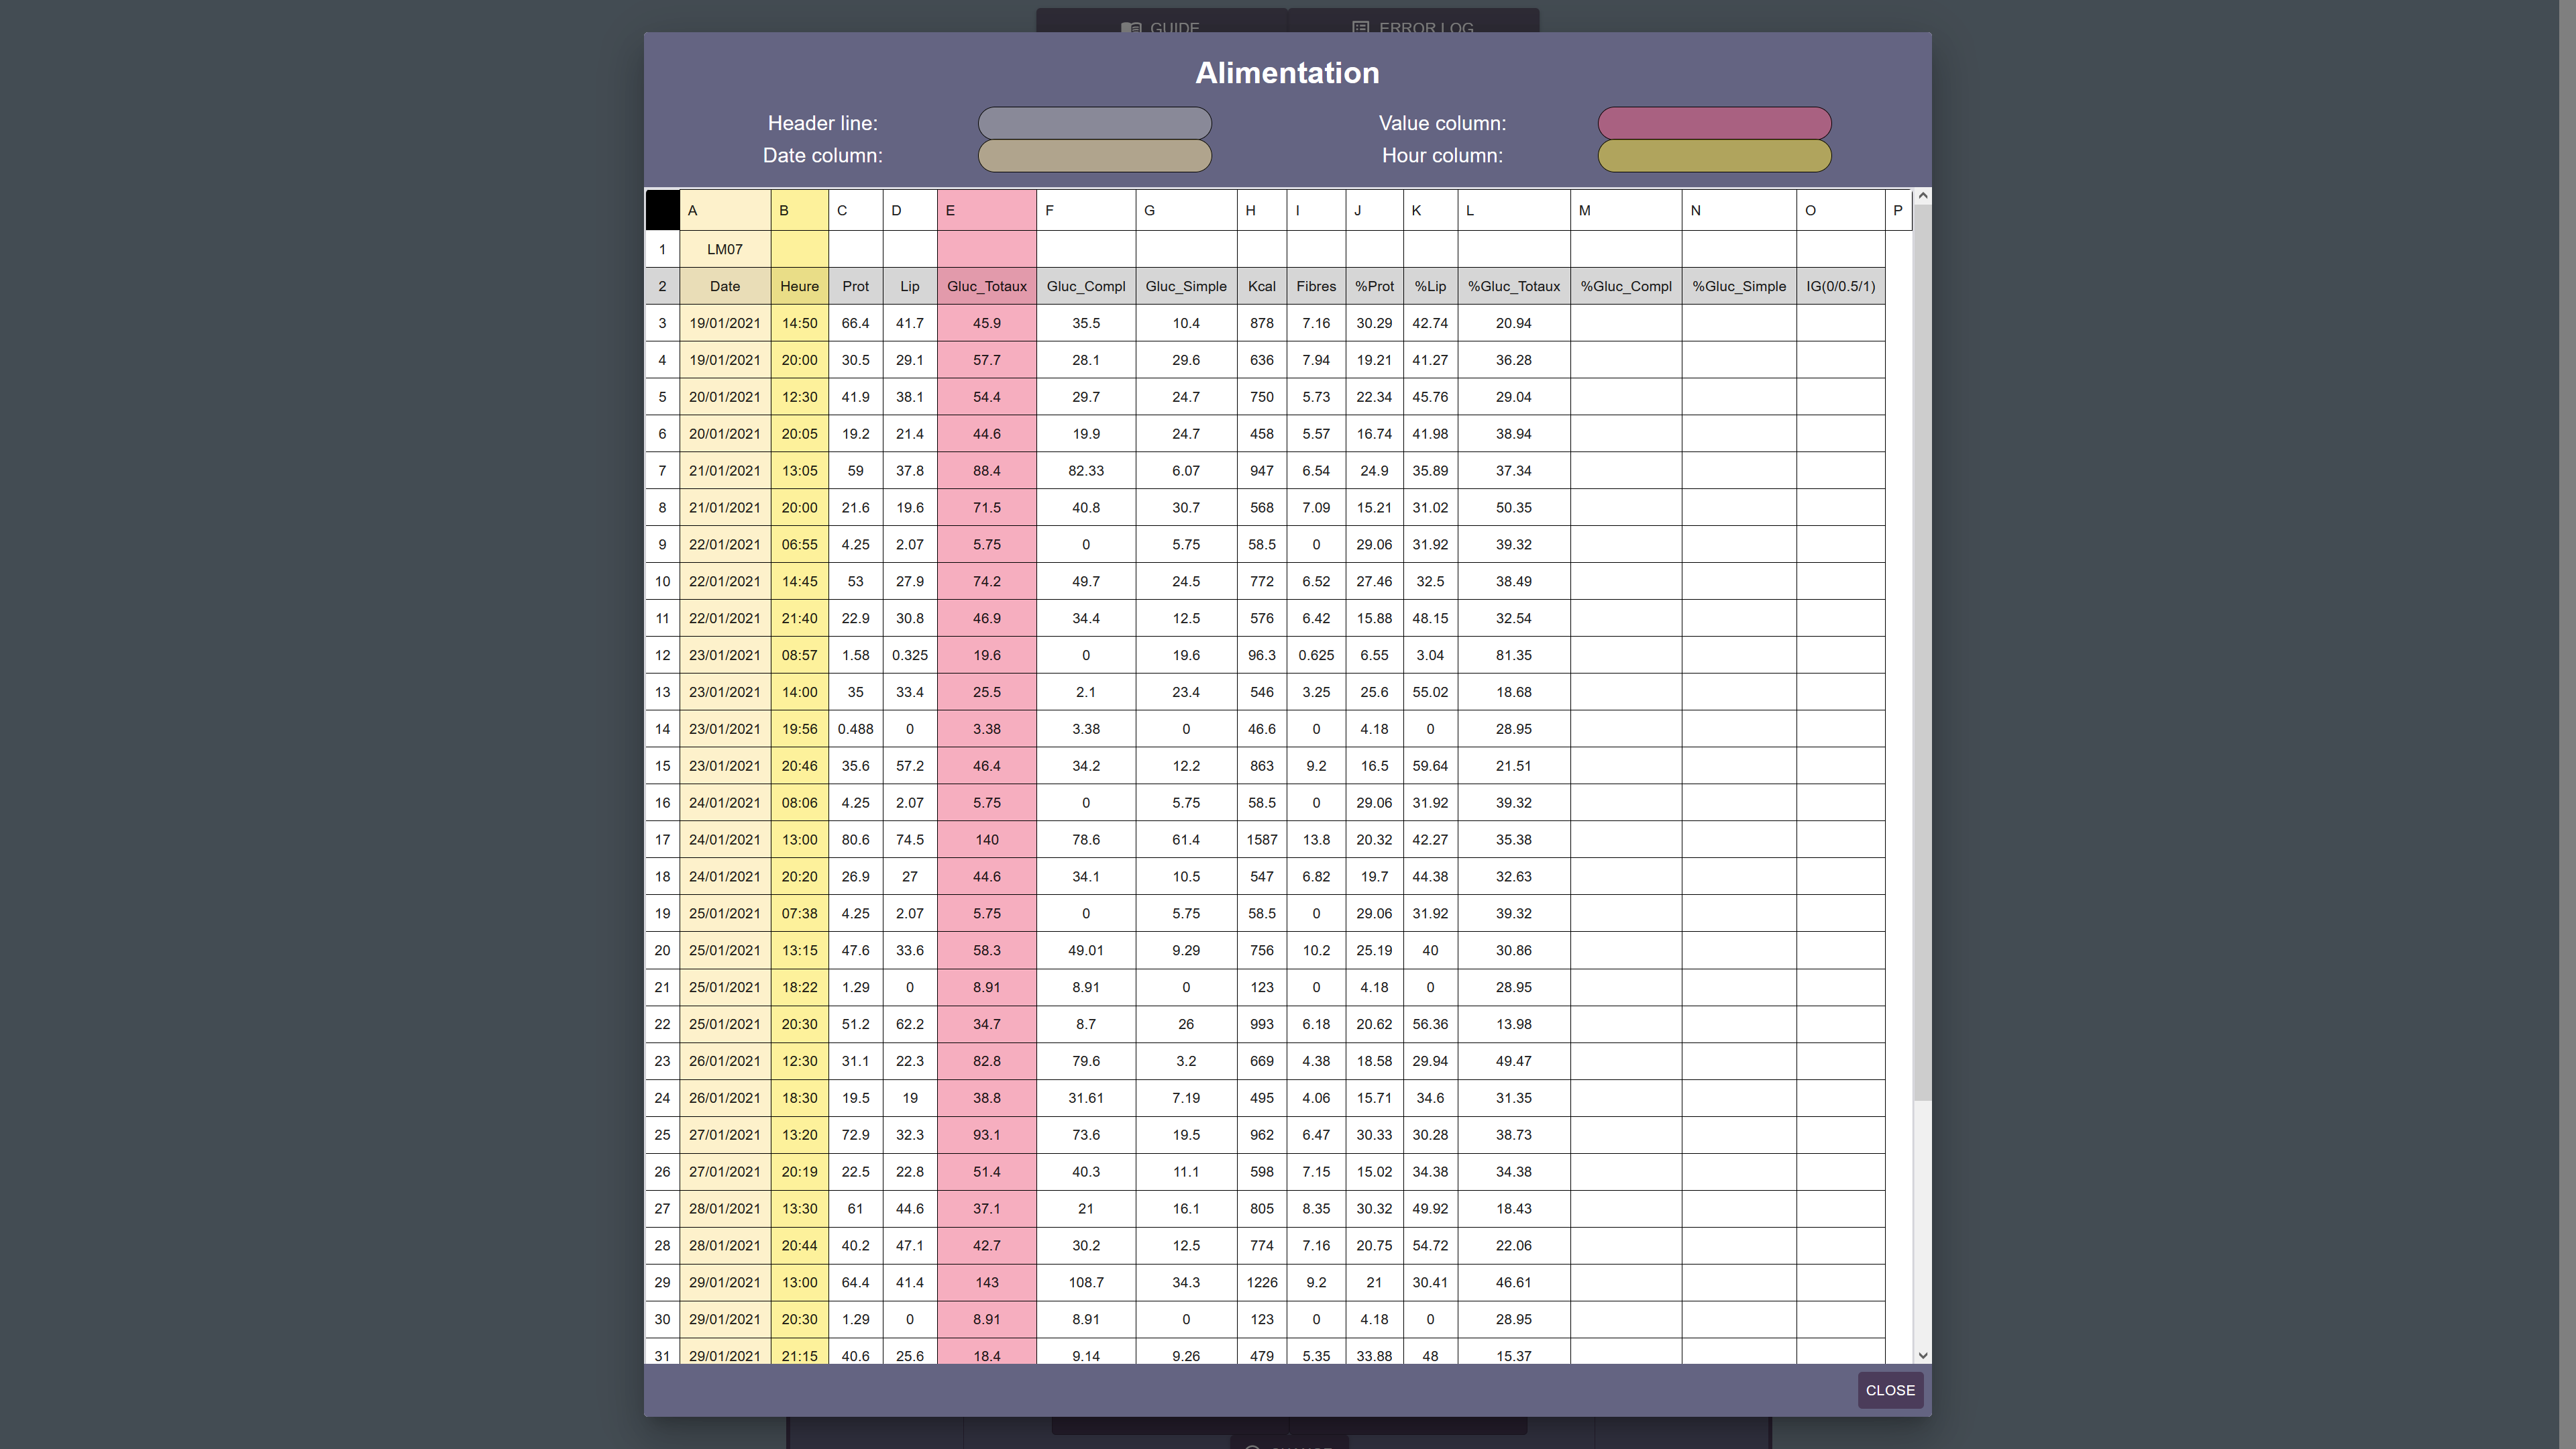 GUIDE ERROR LOG
Alimentation
Header line: Value column:
Date column: Hour column:
A B C D E F G H I J K L M N O P
1 LM07
2 Date Heure Prot Lip Gluc_Totaux Gluc_Compl Gluc_Simple Kcal Fibres %Prot %Lip %Gluc_Totaux %Gluc_Compl %Gluc_Simple IG(0/0.5/1)
3 19/01/2021 14:50 66.4 41.7 45.9 35.5 10.4 878 7.16 30.29 42.74 20.94
4 19/01/2021 20:00 30.5 29.1 57.7 28.1 29.6 636 7.94 19.21 41.27 36.28
5 20/01/2021 12:30 41.9 38.1 54.4 29.7 24.7 750 5.73 22.34 45.76 29.04
6 20/01/2021 20:05 19.2 21.4 44.6 19.9 24.7 458 5.57 16.74 41.98 38.94
7 21/01/2021 13:05 59 37.8 88.4 82.33 6.07 947 6.54 24.9 35.89 37.34
8 21/01/2021 20:00 21.6 19.6 71.5 40.8 30.7 568 7.09 15.21 31.02 50.35
9 22/01/2021 06:55 4.25 2.07 5.75 0 5.75 58.5 0 29.06 31.92 39.32
10 22/01/2021 14:45 53 27.9 74.2 49.7 24.5 772 6.52 27.46 32.5 38.49
11 22/01/2021 21:40 22.9 30.8 46.9 34.4 12.5 576 6.42 15.88 48.15 32.54
12 23/01/2021 08:57 1.58 0.325 19.6 0 19.6 96.3 0.625 6.55 3.04 81.35
13 23/01/2021 14:00 35 33.4 25.5 2.1 23.4 546 3.25 25.6 55.02 18.68
14 23/01/2021 19:56 0.488 0 3.38 3.38 0 46.6 0 4.18 0 28.95
15 23/01/2021 20:46 35.6 57.2 46.4 34.2 12.2 863 9.2 16.5 59.64 21.51
16 24/01/2021 08:06 4.25 2.07 5.75 0 5.75 58.5 0 29.06 31.92 39.32
17 24/01/2021 13:00 80.6 74.5 140 78.6 61.4 1587 13.8 20.32 42.27 35.38
18 24/01/2021 20:20 26.9 27 44.6 34.1 10.5 547 6.82 19.7 44.38 32.63
19 25/01/2021 07:38 4.25 2.07 5.75 0 5.75 58.5 0 29.06 31.92 39.32
20 25/01/2021 13:15 47.6 33.6 58.3 49.01 9.29 756 10.2 25.19 40 30.86
21 25/01/2021 18:22 1.29 0 8.91 8.91 0 123 0 4.18 0 28.95
22 25/01/2021 20:30 51.2 62.2 34.7 8.7 26 993 6.18 20.62 56.36 13.98
23 26/01/2021 12:30 31.1 22.3 82.8 79.6 3.2 669 4.38 18.58 29.94 49.47
24 26/01/2021 18:30 19.5 19 38.8 31.61 7.19 495 4.06 15.71 34.6 31.35
25 27/01/2021 13:20 72.9 32.3 93.1 73.6 19.5 962 6.47 30.33 30.28 38.73
26 27/01/2021 20:19 22.5 22.8 51.4 40.3 11.1 598 7.15 15.02 34.38 34.38
27 28/01/2021 13:30 61 44.6 37.1 21 16.1 805 8.35 30.32 49.92 18.43
28 28/01/2021 20:44 40.2 47.1 42.7 30.2 12.5 774 7.16 20.75 54.72 22.06
29 29/01/2021 13:00 64.4 41.4 143 108.7 34.3 1226 9.2 21 30.41 46.61
30 29/01/2021 20:30 1.29 0 8.91 8.91 0 123 0 4.18 0 28.95
31 29/01/2021 21:15 40.6 25.6 18.4 9.14 9.26 479 5.35 33.88 48 15.37
CLOSE